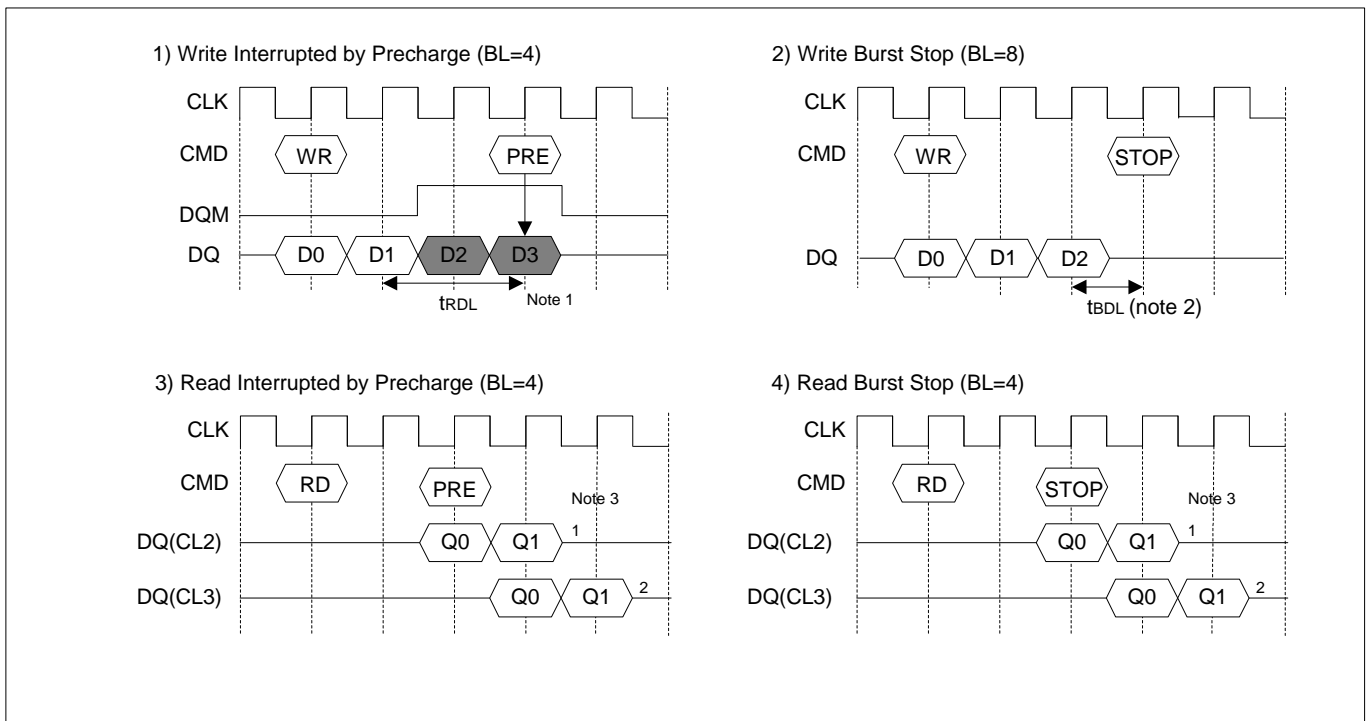 1) Write Interrupted by Precharge (BL=4)
CLK
CMD WR PRE
DQM
DQ D0 D1 D2 D3
tRDL Note 1
2) Write Burst Stop (BL=8)
CLK
CMD WR STOP
DQ D0 D1 D2
tBDL (note 2)
3) Read Interrupted by Precharge (BL=4)
CLK
CMD RD PRE
Note 3
DQ(CL2) Q0 Q1 1
DQ(CL3) Q0 Q1 2
4) Read Burst Stop (BL=4)
CLK
CMD RD STOP
Note 3
DQ(CL2) Q0 Q1 1
DQ(CL3) Q0 Q1 2